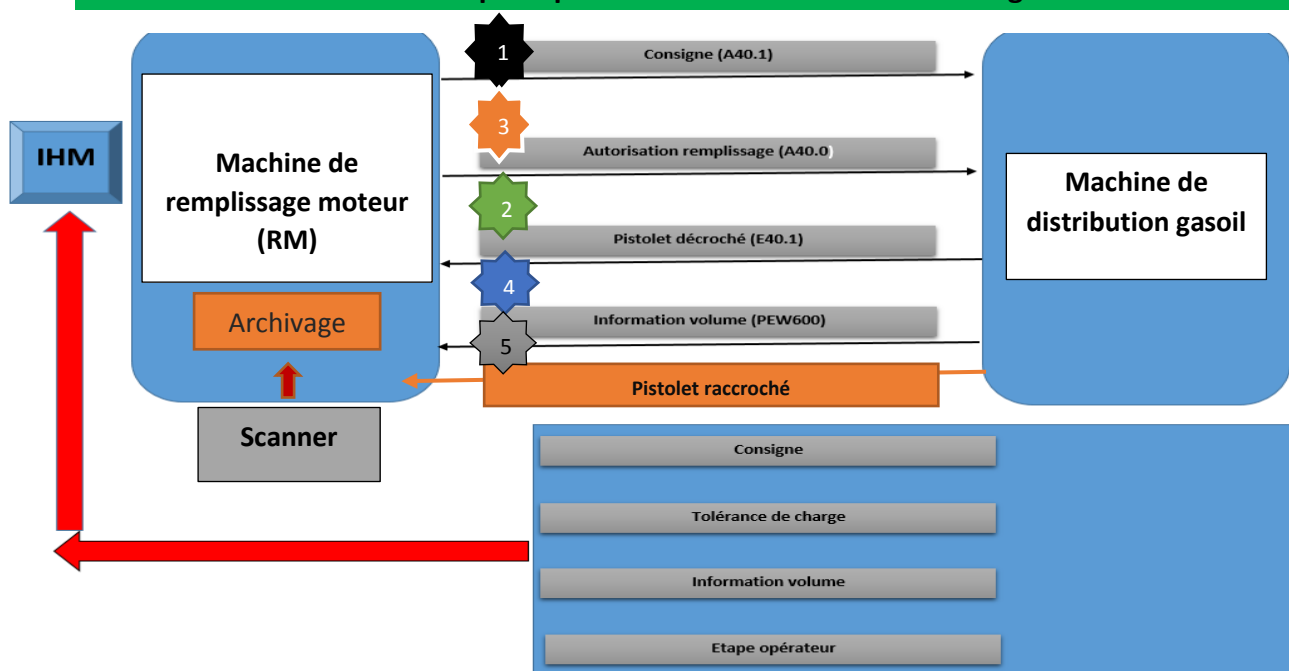 1
Consigne (A40.1)
3
IHM
Machine de
remplissage moteur
(RM)
Autorisation remplissage (A40.0)
Machine de
distribution gasoil
2
Pistolet décroché (E40.1)
4
Archivage
Information volume (PEW600)
5
Pistolet raccroché
Scanner
Consigne
Tolérance de charge
Information volume
Etape opérateur